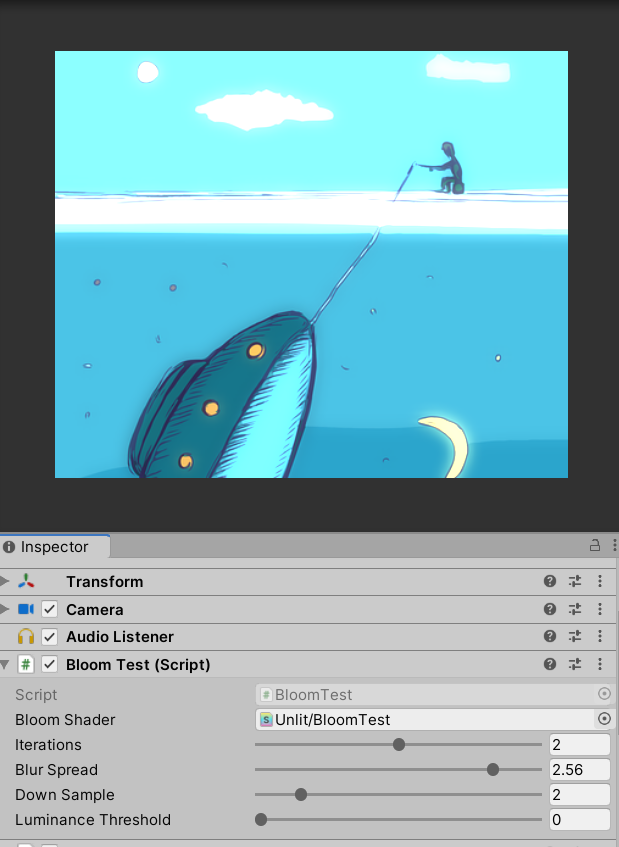 Inspector
Transform
Camera
Audio Listener
# Bloom Test (Script)
Script # BloomTest
Bloom Shader S Unlit/BloomTest
Iterations 2
Blur Spread 2.56
Down Sample 2
Luminance Threshold 0